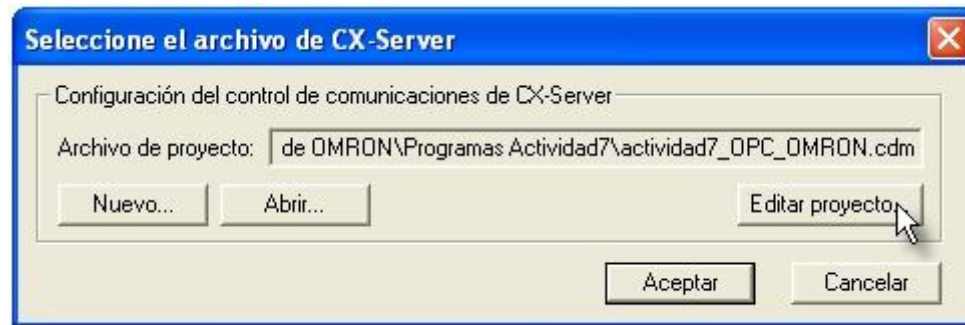 Seleccione el archivo de CX-Server
Configuración del control de comunicaciones de CX-Server
Archivo de proyecto: de OMRON\Programas Actividad7\actividad7_OPC_OMRON.cdm
Nuevo... Abrir... Editar proyecto...
Aceptar Cancelar